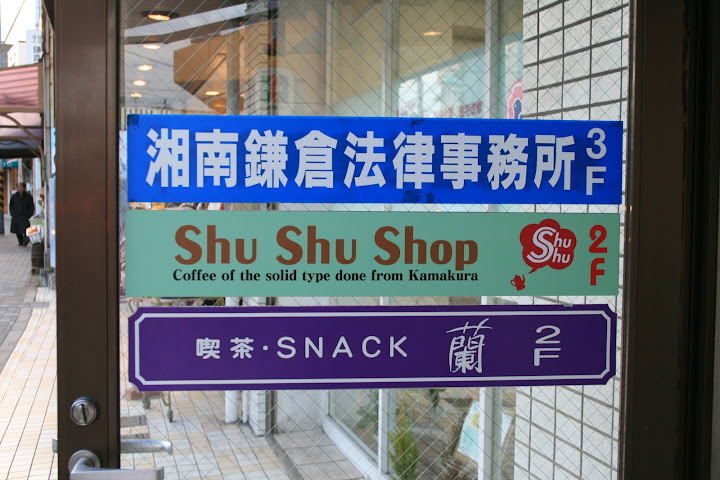 湘南鎌倉法律事務所 3F
Shu Shu Shop Shu Shu 2F
Coffee of the solid type done from Kamakura
喫茶・SNACK 蘭 2F